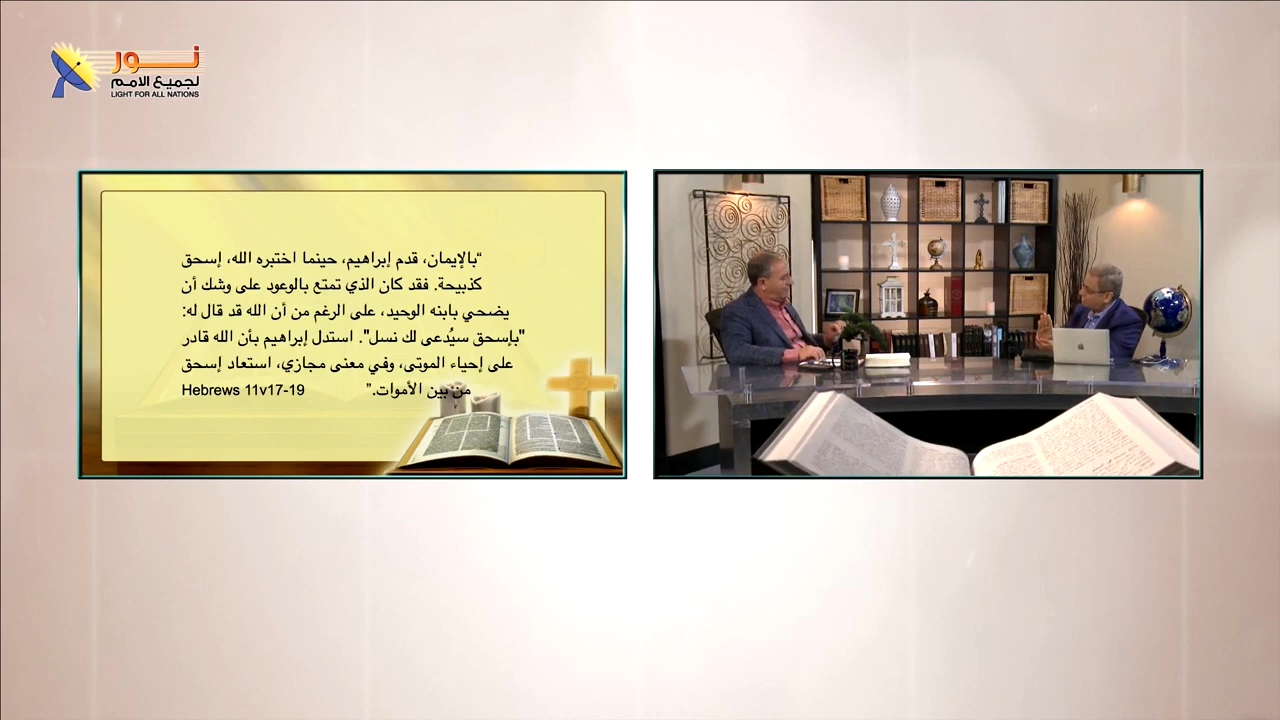 نور
لجميع الامم
LIGHT FOR ALL NATIONS
“بالإيمان، قدم إبراهيم، حينما اختبره الله، إسحق
كذبيحة. فقد كان الذي تمتع بالوعود على وشك أن
يضحي بابنه الوحيد، على الرغم من أن الله قد قال له:
"بإسحق سيُدعى لك نسل". استدل إبراهيم بأن الله قادر
على إحياء الموتى، وفي معنى مجازي، استعاد إسحق
من بين الأموات.” Hebrews 11v17-19